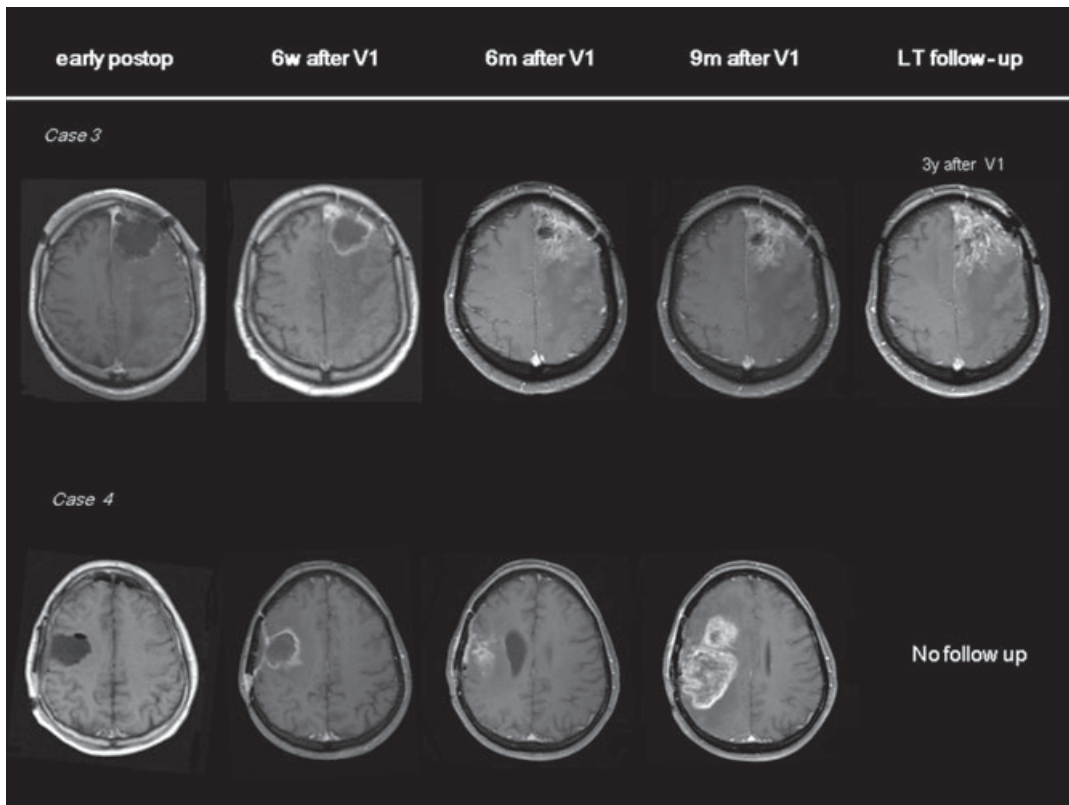 early postop 6w after V1 6m after V1 9m after V1 LT follow-up
Case 3
3y after V1
Case 4
No follow up